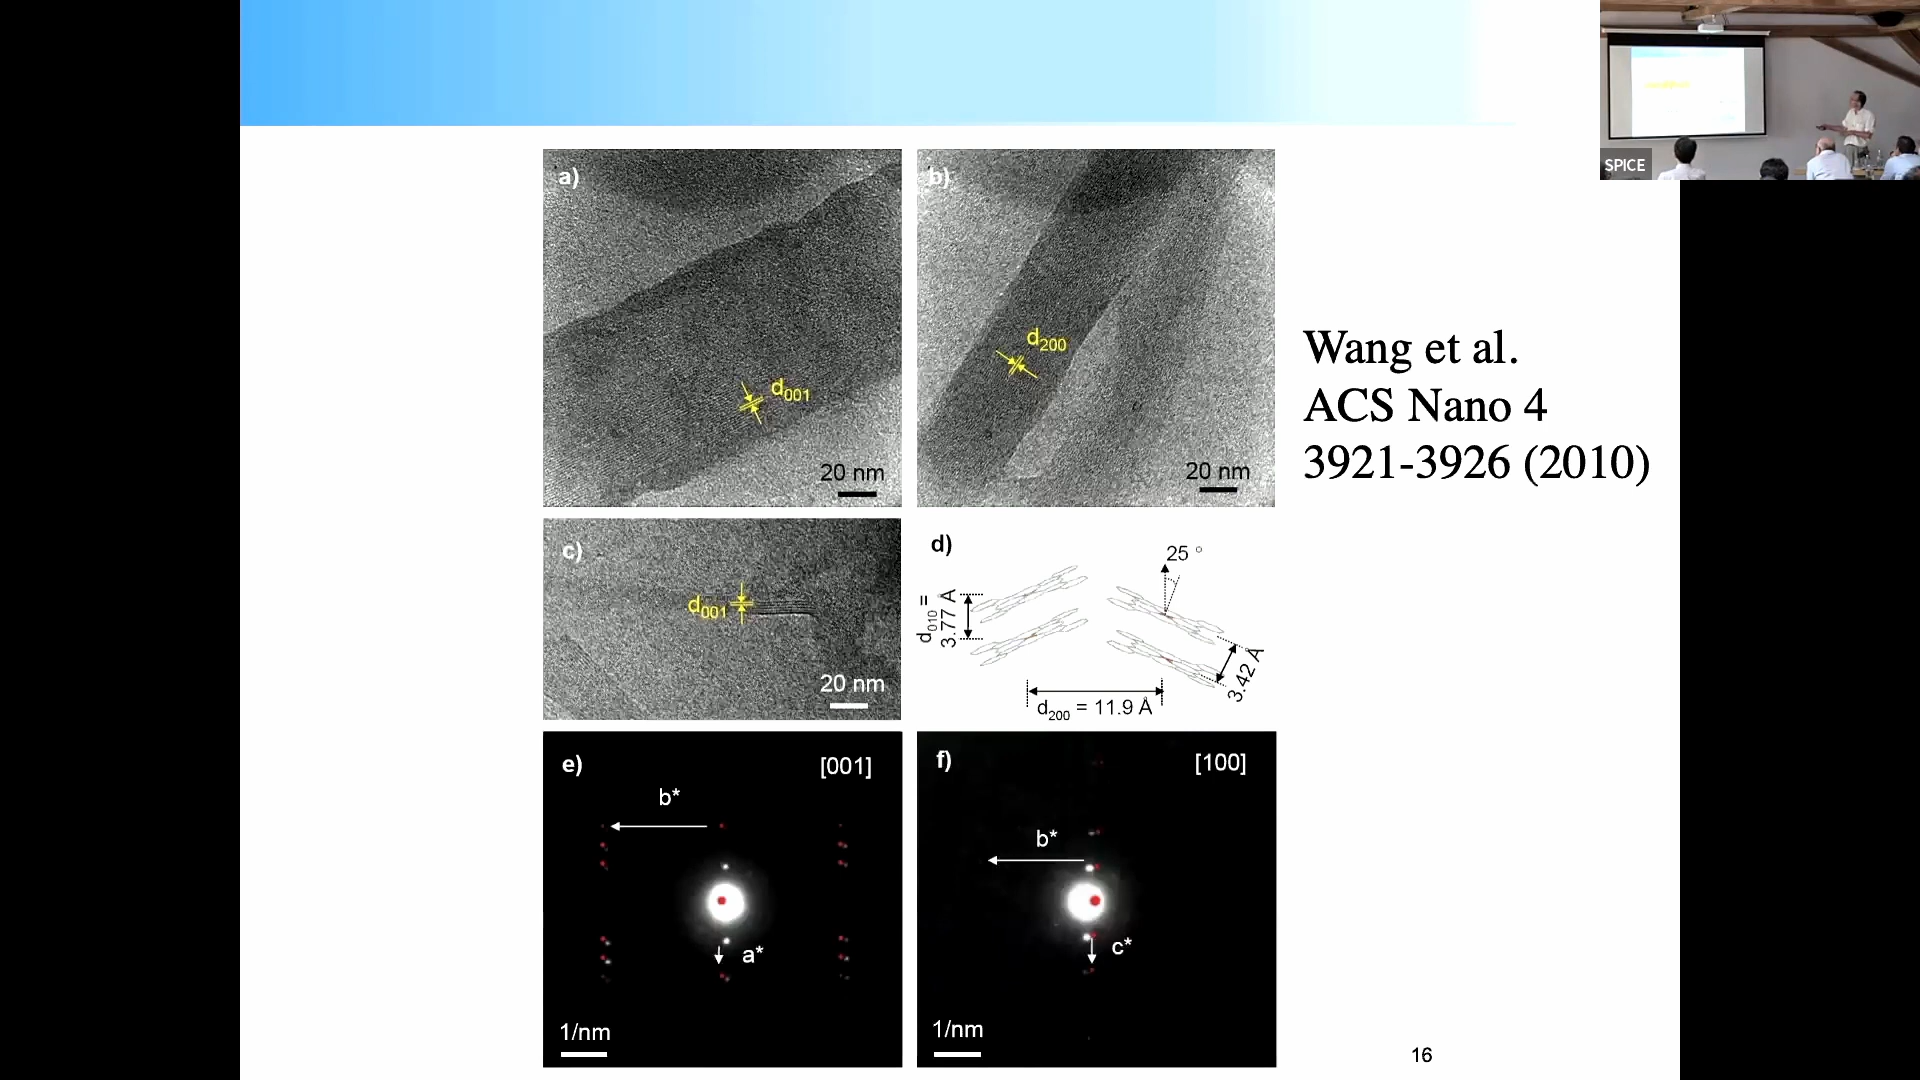 SPICE
a)
d001
20 nm
b)
d200
20 nm
Wang et al.
ACS Nano 4
3921-3926 (2010)
c)
d001
20 nm
d)
25 °
d010 =
3.77 Å
3.42 Å
d200 = 11.9 Å
e)
[001]
b*
a*
1/nm
f)
[100]
b*
c*
1/nm
16